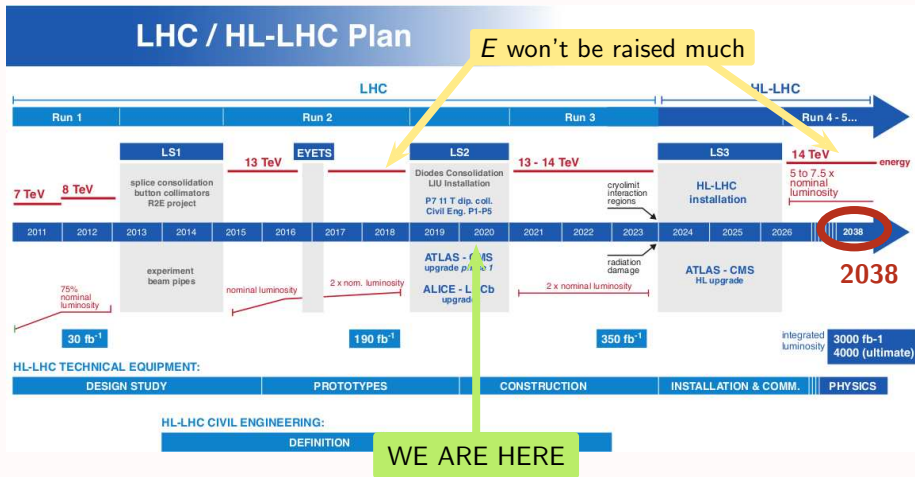 LHC / HL-LHC Plan
E won't be raised much
LHC
HL-LHC
Run 1
Run 2
Run 3
Run 4 - 5...
LS1
EYETS
LS2
LS3
14 TeV
energy
13 TeV
13 - 14 TeV
7 TeV
8 TeV
splice consolidation
button collimators
R2E project
Diodes Consolidation
LIU Installation
P7 11 T dip. coll.
Civil Eng. P1-P5
cryolimit
interaction
regions
HL-LHC
installation
5 to 7.5 x
nominal
luminosity
2011 2012 2013 2014 2015 2016 2017 2018 2019 2020 2021 2022 2023 2024 2025 2026 2038
2038
experiment
beam pipes
ATLAS - CMS
upgrade phase 1
ALICE - LHCb
upgrade
radiation
damage
ATLAS - CMS
HL upgrade
75%
nominal
luminosity
nominal luminosity
2 x nom. luminosity
2 x nominal luminosity
30 fb-1
190 fb-1
350 fb-1
integrated
luminosity
3000 fb-1
4000 (ultimate)
HL-LHC TECHNICAL EQUIPMENT:
DESIGN STUDY
PROTOTYPES
CONSTRUCTION
INSTALLATION & COMM.
PHYSICS
HL-LHC CIVIL ENGINEERING:
DEFINITION
WE ARE HERE